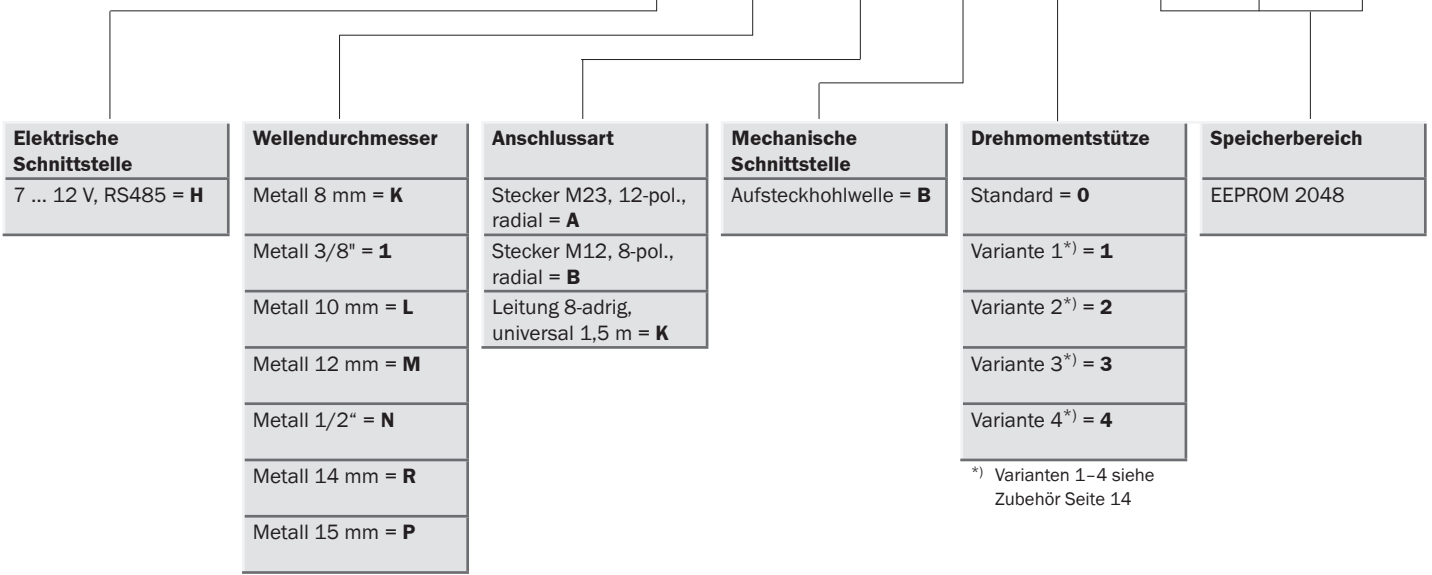 Elektrische
Schnittstelle
7 ... 12 V, RS485 = H
Wellendurchmesser
Metall 8 mm = K
Metall 3/8" = 1
Metall 10 mm = L
Metall 12 mm = M
Metall 1/2“ = N
Metall 14 mm = R
Metall 15 mm = P
Anschlussart
Stecker M23, 12-pol.,
radial = A
Stecker M12, 8-pol.,
radial = B
Leitung 8-adrig,
universal 1,5 m = K
Mechanische
Schnittstelle
Aufsteckhohlwelle = B
Drehmomentstütze
Standard = 0
Variante 1*) = 1
Variante 2*) = 2
Variante 3*) = 3
Variante 4*) = 4
*) Varianten 1–4 siehe
Zubehör Seite 14
Speicherbereich
EEPROM 2048